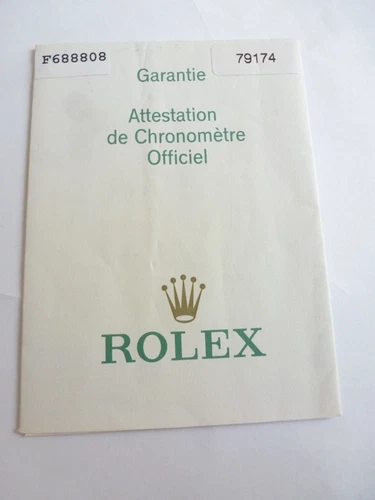 F688808
79174
Garantie
Attestation
de Chronomètre
Officiel
ROLEX